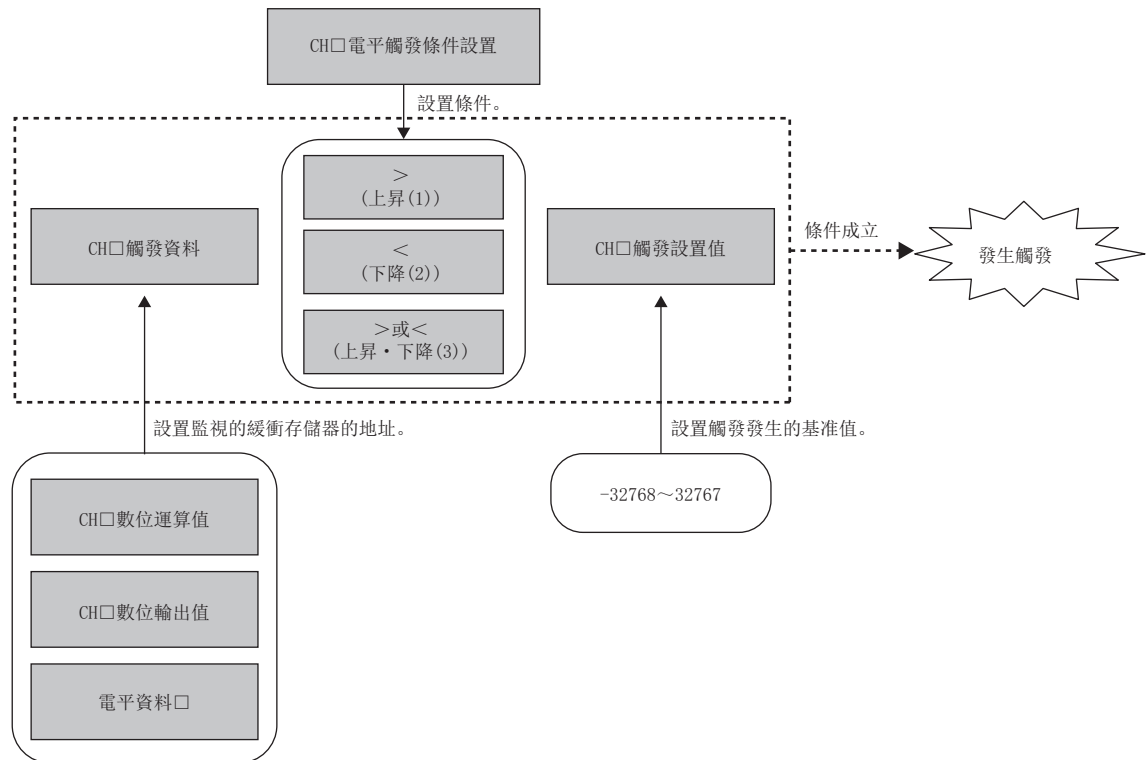 CH□電平觸發條件設置
設置條件。
＞
(上昇(1))
CH□觸發資料
＜
(下降(2))
CH□觸發設置值
條件成立
發生觸發
＞或＜
(上昇・下降(3))
設置監視的緩衝存儲器的地址。
設置觸發發生的基准值。
-32768～32767
CH□數位運算值
CH□數位輸出值
電平資料□